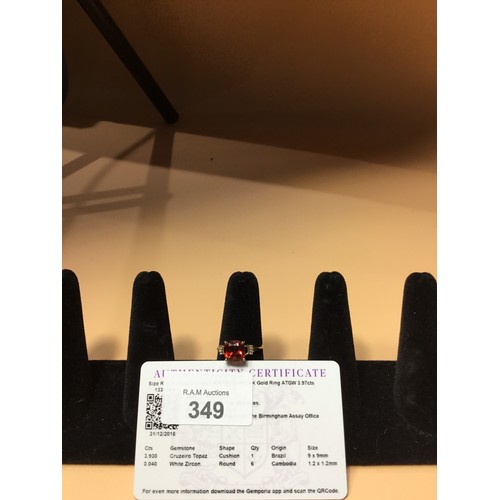 AUTHENTICITY CERTIFICATE
Size R K Gold Ring ATGW 3.97cts
R.A.M Auctions
349
Birmingham Assay Office
31/12/2016
Cts Gemstone Shape Qty Origin Size
3.930 Cruzeiro Topaz Cushion 1 Brazil 9 x 9mm
0.040 White Zircon Round 6 Cambodia 1.2 x 1.2mm
For even more information download the Gemporia app and scan the QRCode.